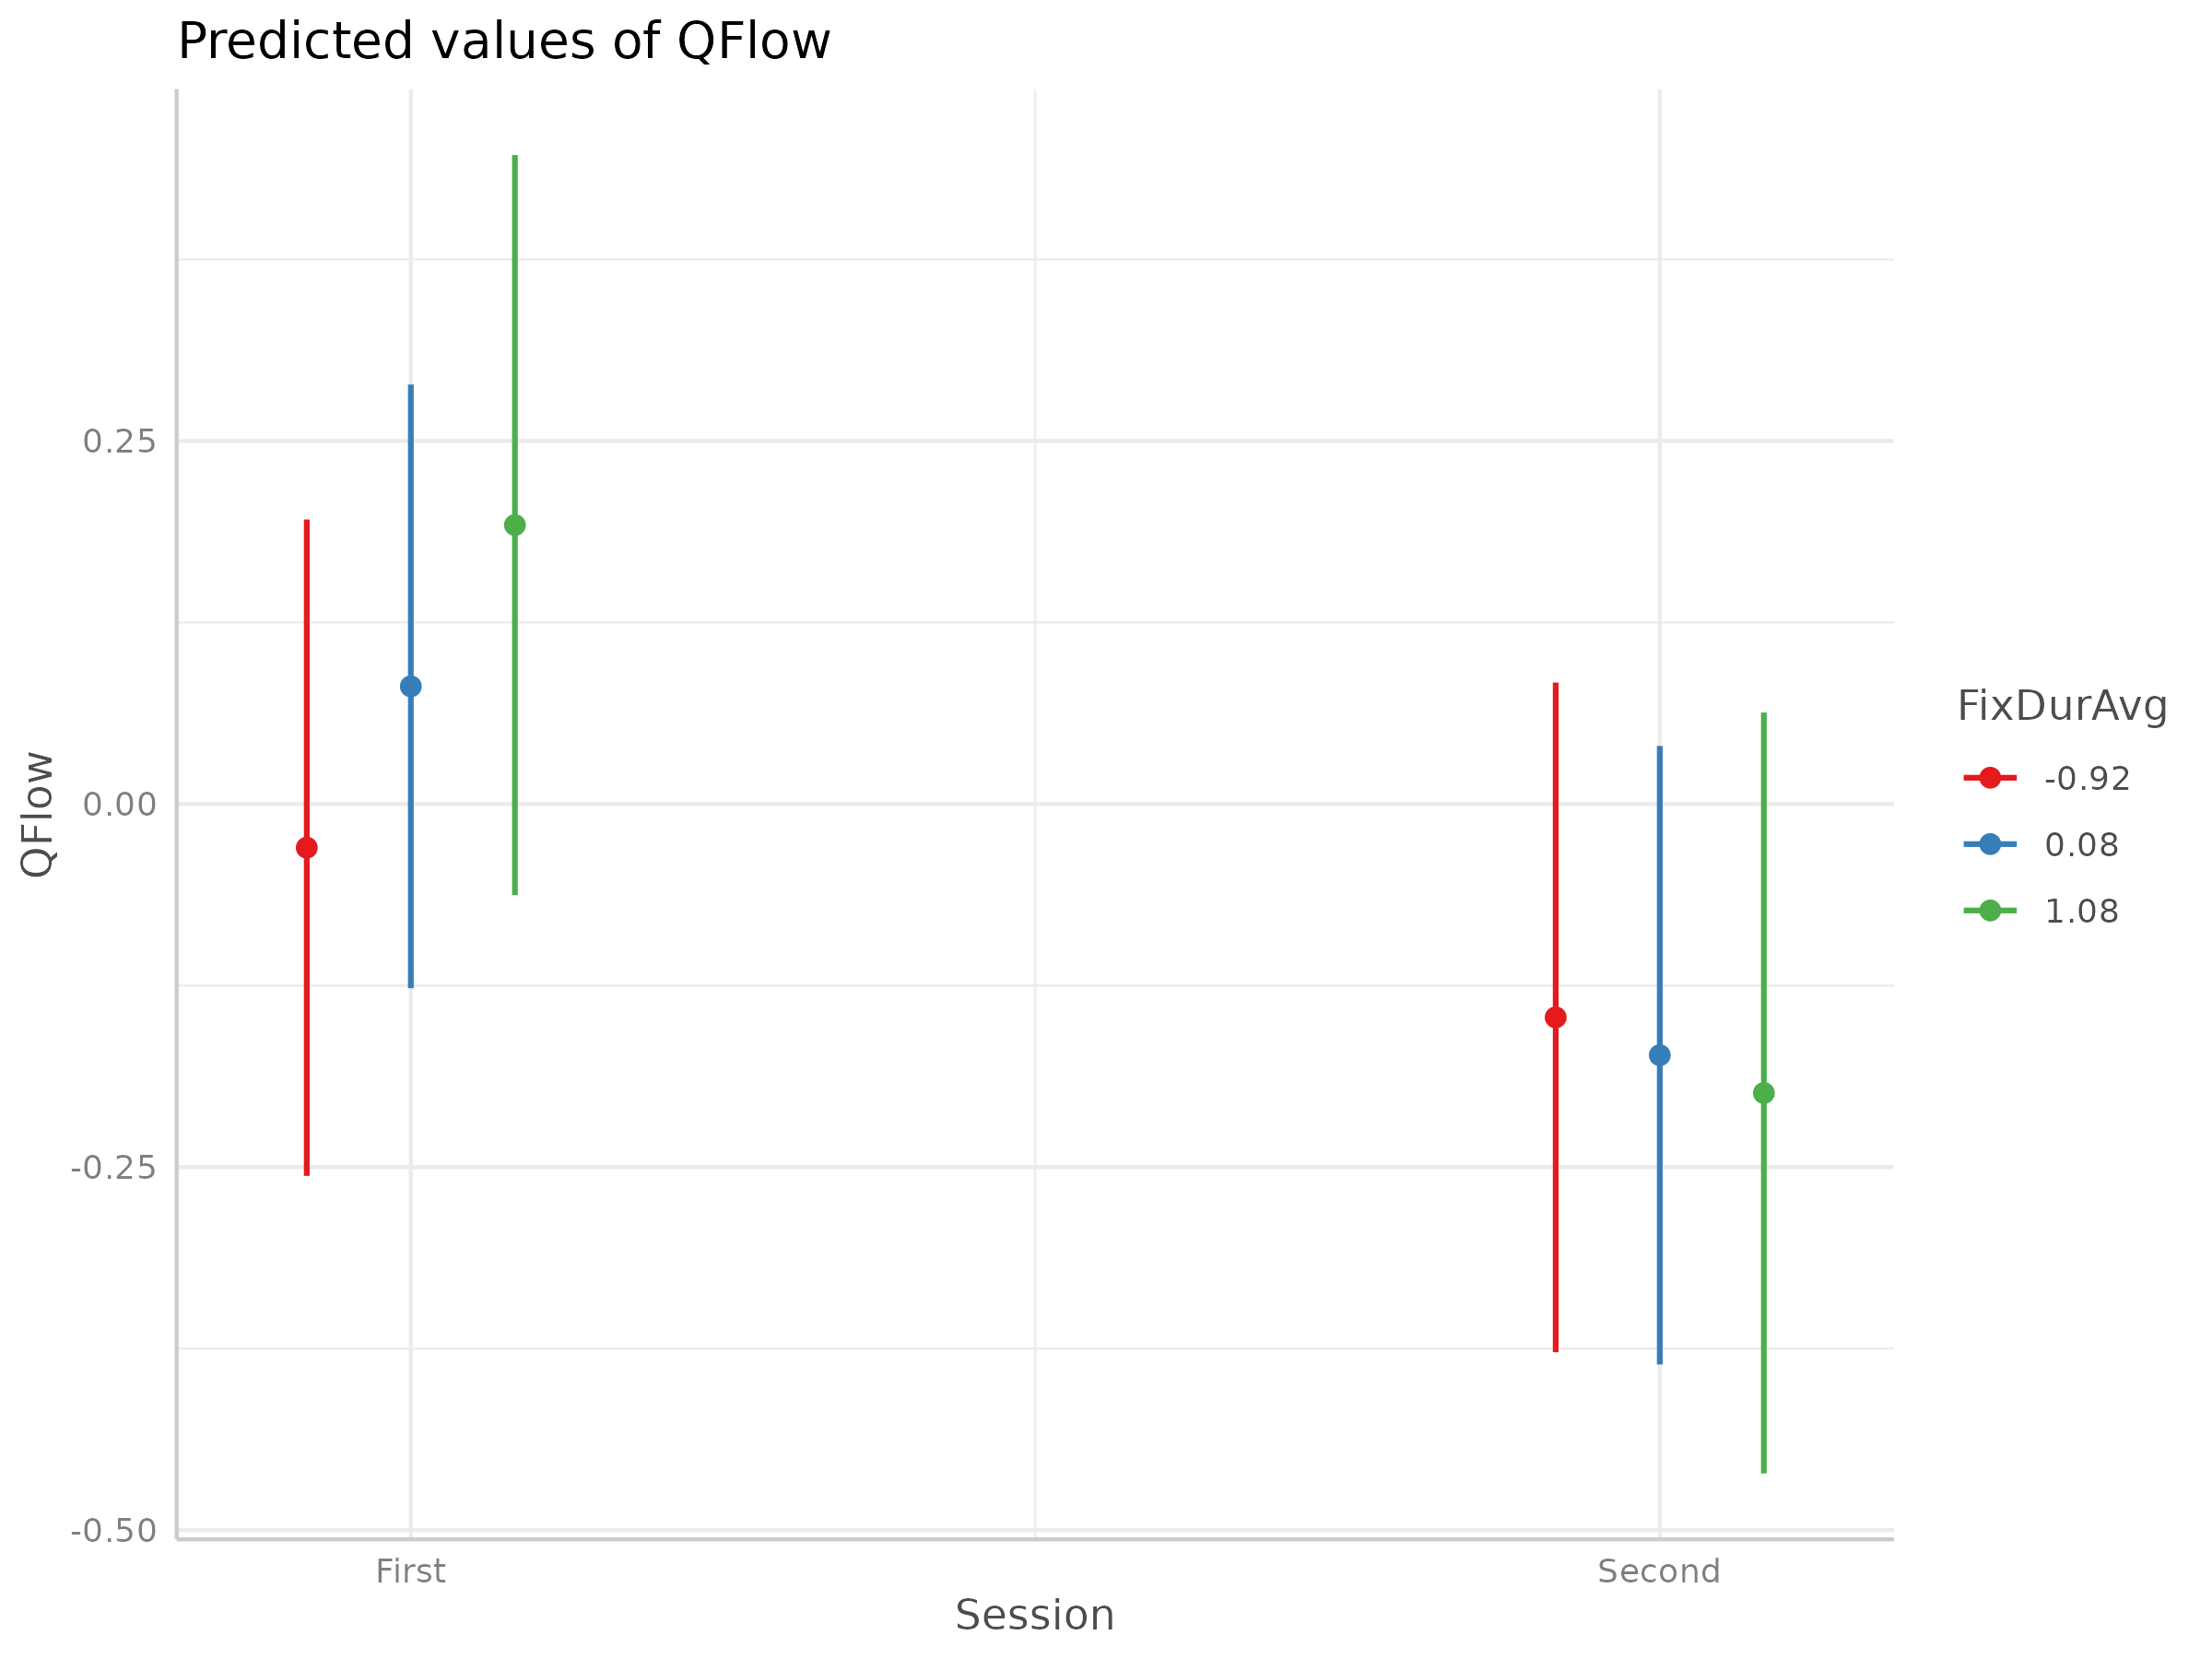 Predicted values of QFlow
QFlow
0.25
0.00
-0.25
-0.50
First
Second
Session
FixDurAvg
-0.92
0.08
1.08